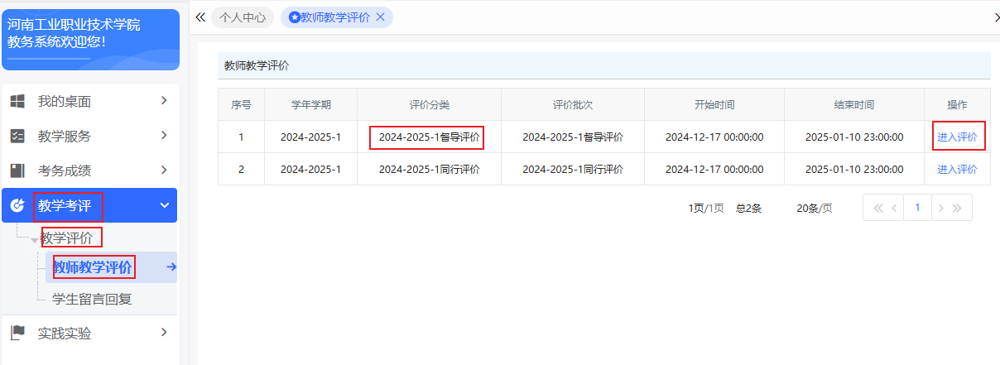 河南工业职业技术学院
教务系统欢迎您!
我的桌面
教学服务
考务成绩
教学考评
教学评价
教师教学评价
学生留言回复
实践实验
个人中心
教师教学评价
教师教学评价
序号 学年学期 评价分类 评价批次 开始时间 结束时间 操作
1 2024-2025-1 2024-2025-1督导评价 2024-2025-1督导评价 2024-12-17 00:00:00 2025-01-10 23:00:00 进入评价
2 2024-2025-1 2024-2025-1同行评价 2024-2025-1同行评价 2024-12-17 00:00:00 2025-01-10 23:00:00 进入评价
1页/1页 总2条 20条/页 1